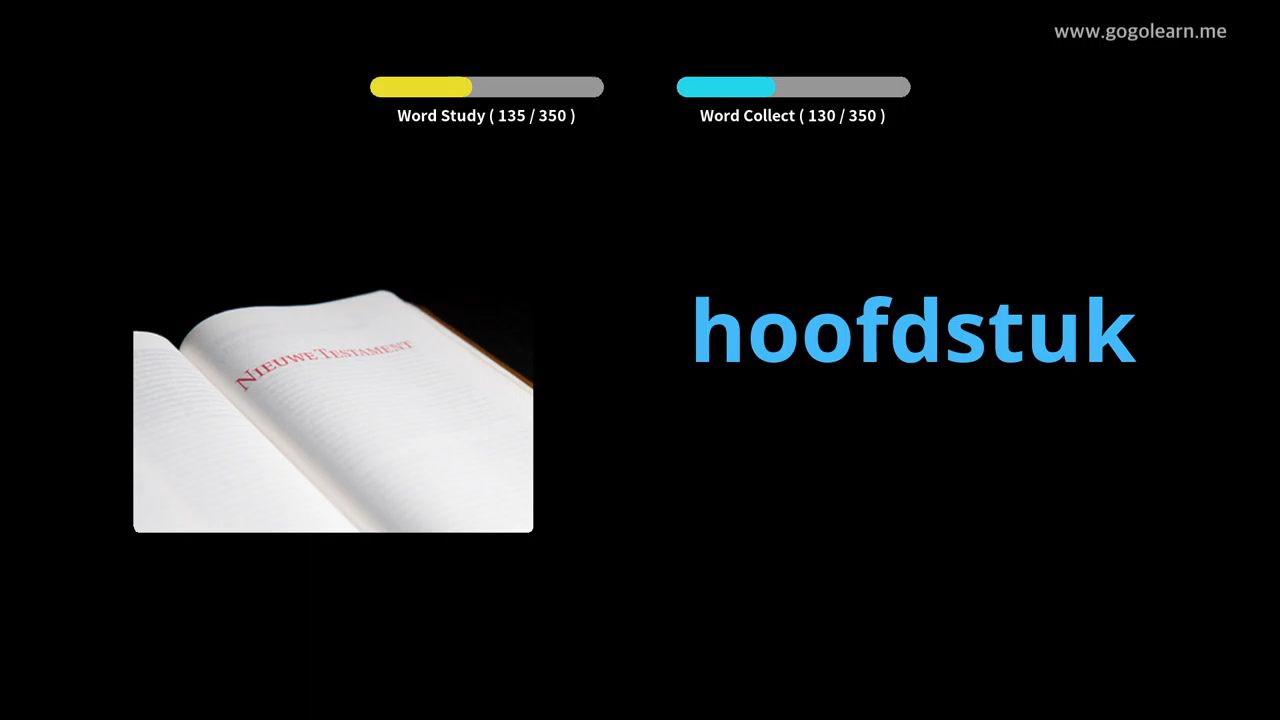 www.gogolearn.me
Word Study ( 135 / 350 )
Word Collect ( 130 / 350 )
NIEUWE TESTAMENT
hoofdstuk